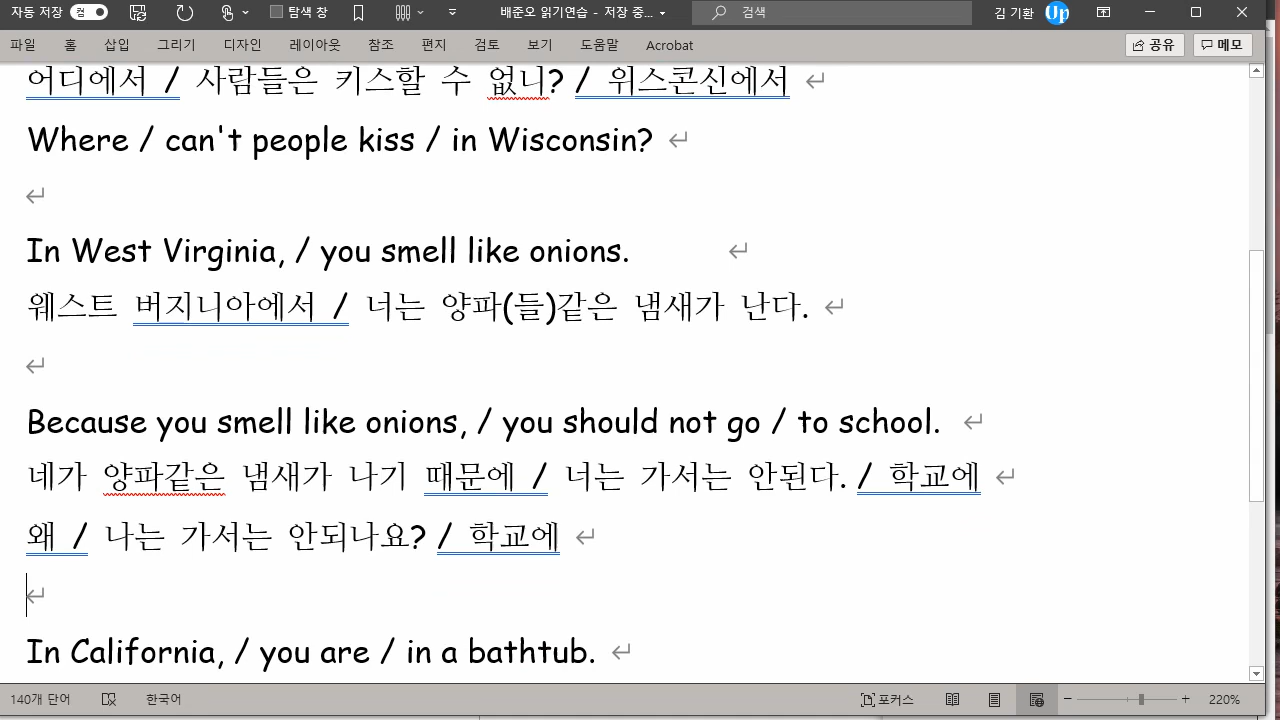 자동 저장 켬 탐색 창 배준오 읽기연습 - 저장 중... 검색 김 기환 Up
파일 홈 삽입 그리기 디자인 레이아웃 참조 편지 검토 보기 도움말 Acrobat 공유 메모
어디에서 / 사람들은 키스할 수 없니? / 위스콘신에서
Where / can't people kiss / in Wisconsin?
In West Virginia, / you smell like onions.
웨스트 버지니아에서 / 너는 양파(들)같은 냄새가 난다.
Because you smell like onions, / you should not go / to school.
네가 양파같은 냄새가 나기 때문에 / 너는 가서는 안된다. / 학교에
왜 / 나는 가서는 안되나요? / 학교에
In California, / you are / in a bathtub.
140개 단어 한국어 포커스 220%